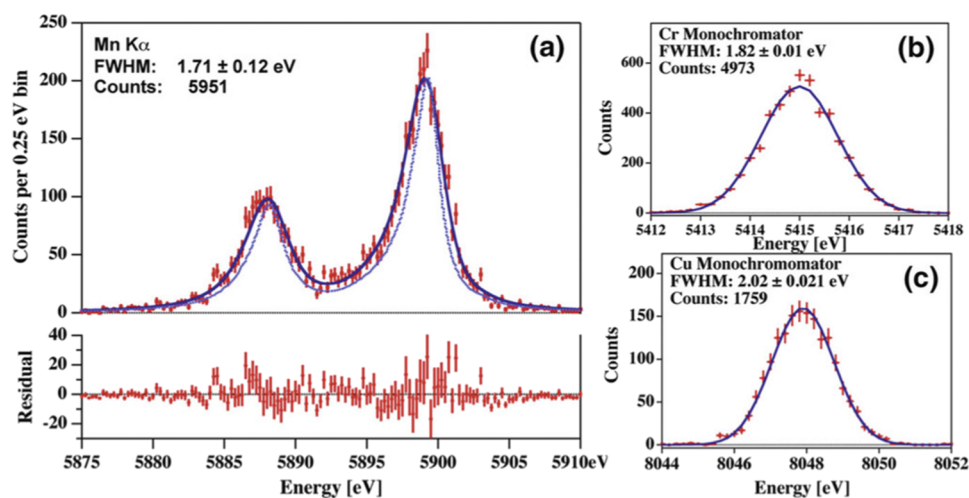 (a)
Mn Kα
FWHM: 1.71 ± 0.12 eV
Counts: 5951
250
200
150
100
50
0
Counts per 0.25 eV bin
40
20
0
-20
Residual
5875 5880 5885 5890 5895 5900 5905 5910eV
Energy [eV]
(b)
Cr Monochromator
FWHM: 1.82 ± 0.01 eV
Counts: 4973
600
400
200
0
Counts
5412 5413 5414 5415 5416 5417 5418
Energy [eV]
(c)
Cu Monochromomator
FWHM: 2.02 ± 0.021 eV
Counts: 1759
200
150
100
50
0
Counts
8044 8046 8048 8050 8052
Energy [eV]